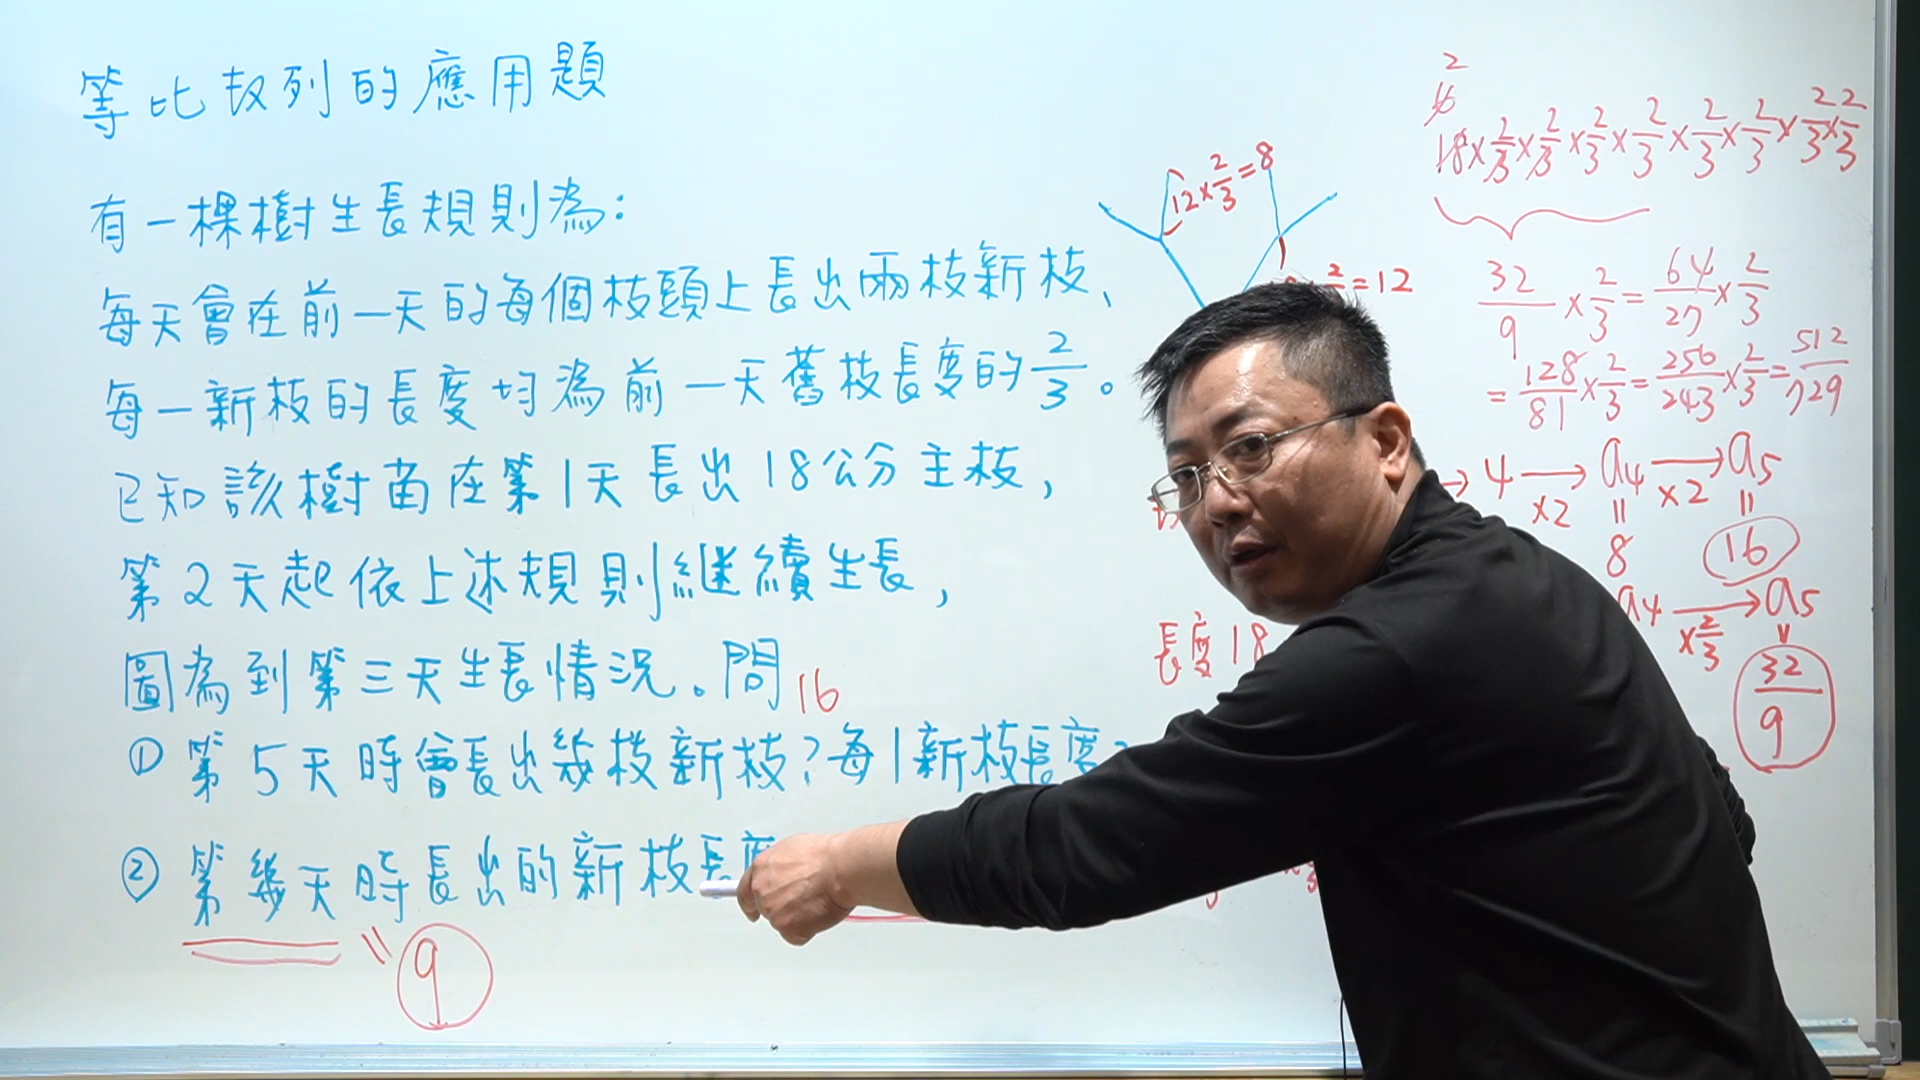 等比数列的應用題
有一棵樹生長規則為:
每天會在前一天的每個枝頭上長出兩枝新枝、
每一新枝的長度均為前一天舊枝長度的2/3。
已知該樹苗在第1天長出18公分主枝,
第2天起依上述規則繼續生長,
圖為到第三天生長情況。問
16
① 第5天時會長出幾枝新枝?每1新枝長度?
② 第幾天時長出的新枝長度
9
12×2/3=8
=12
2
16
18×2/3×2/3×2/3×2/3×2/3×2/3×2/3×2/3
32/9×2/3=64/27×2/3
=128/81×2/3=256/243×2/3=512/729
→4→a4→a5
×2 ×2
= =
8 16
長度18
a4→a5
×2/3
32/9